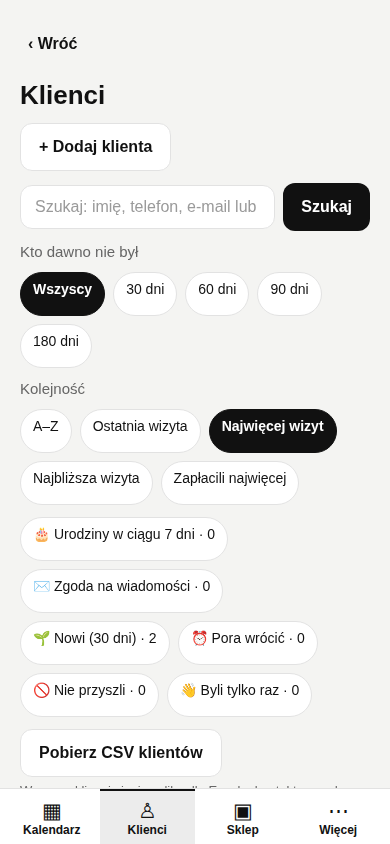 ‹ Wróć
Klienci
+ Dodaj klienta
Szukaj: imię, telefon, e-mail lub
Szukaj
Kto dawno nie był
Wszyscy 30 dni 60 dni 90 dni
180 dni
Kolejność
A–Z Ostatnia wizyta Najwięcej wizyt
Najbliższa wizyta Zapłacili najwięcej
🎂 Urodziny w ciągu 7 dni · 0
✉️ Zgoda na wiadomości · 0
🌱 Nowi (30 dni) · 2 ⏰ Pora wrócić · 0
🚫 Nie przyszli · 0 👋 Byli tylko raz · 0
Pobierz CSV klientów
Kalendarz Klienci Sklep Więcej